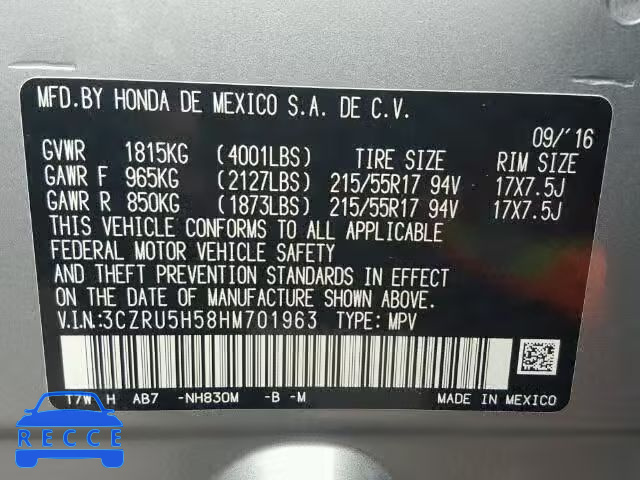 MFD.BY HONDA DE MEXICO S.A. DE C.V.
09/'16
GVWR 1815KG (4001LBS) TIRE SIZE RIM SIZE
GAWR F 965KG (2127LBS) 215/55R17 94V 17X7.5J
GAWR R 850KG (1873LBS) 215/55R17 94V 17X7.5J
THIS VEHICLE CONFORMS TO ALL APPLICABLE
FEDERAL MOTOR VEHICLE SAFETY
AND THEFT PREVENTION STANDARDS IN EFFECT
ON THE DATE OF MANUFACTURE SHOWN ABOVE.
V.I.N.:3CZRU5H58HM701963 TYPE: MPV
T7W H AB7 -NH830M -B -M MADE IN MEXICO
RECCE